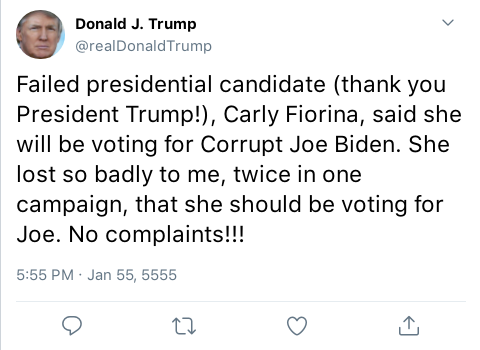 Donald J. Trump
@realDonaldTrump
Failed presidential candidate (thank you
President Trump!), Carly Fiorina, said she
will be voting for Corrupt Joe Biden. She
lost so badly to me, twice in one
campaign, that she should be voting for
Joe. No complaints!!!
5:55 PM · Jan 55, 5555